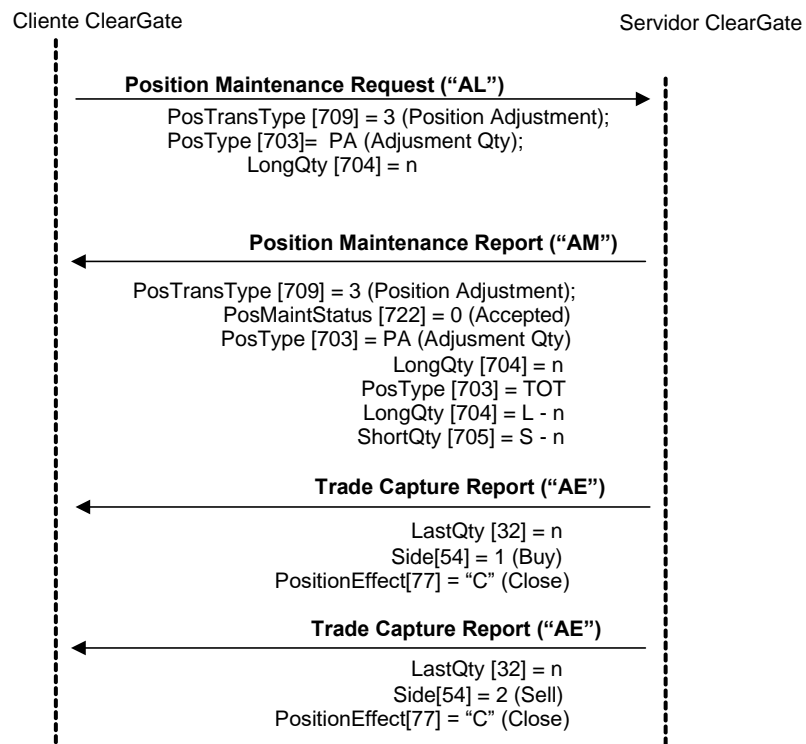 Cliente ClearGate
Servidor ClearGate
Position Maintenance Request (“AL”)
PosTransType [709] = 3 (Position Adjustment);
PosType [703]= PA (Adjusment Qty);
LongQty [704] = n
Position Maintenance Report (“AM”)
PosTransType [709] = 3 (Position Adjustment);
PosMaintStatus [722] = 0 (Accepted)
PosType [703] = PA (Adjusment Qty)
LongQty [704] = n
PosType [703] = TOT
LongQty [704] = L - n
ShortQty [705] = S - n
Trade Capture Report (“AE”)
LastQty [32] = n
Side[54] = 1 (Buy)
PositionEffect[77] = “C” (Close)
Trade Capture Report (“AE”)
LastQty [32] = n
Side[54] = 2 (Sell)
PositionEffect[77] = “C” (Close)